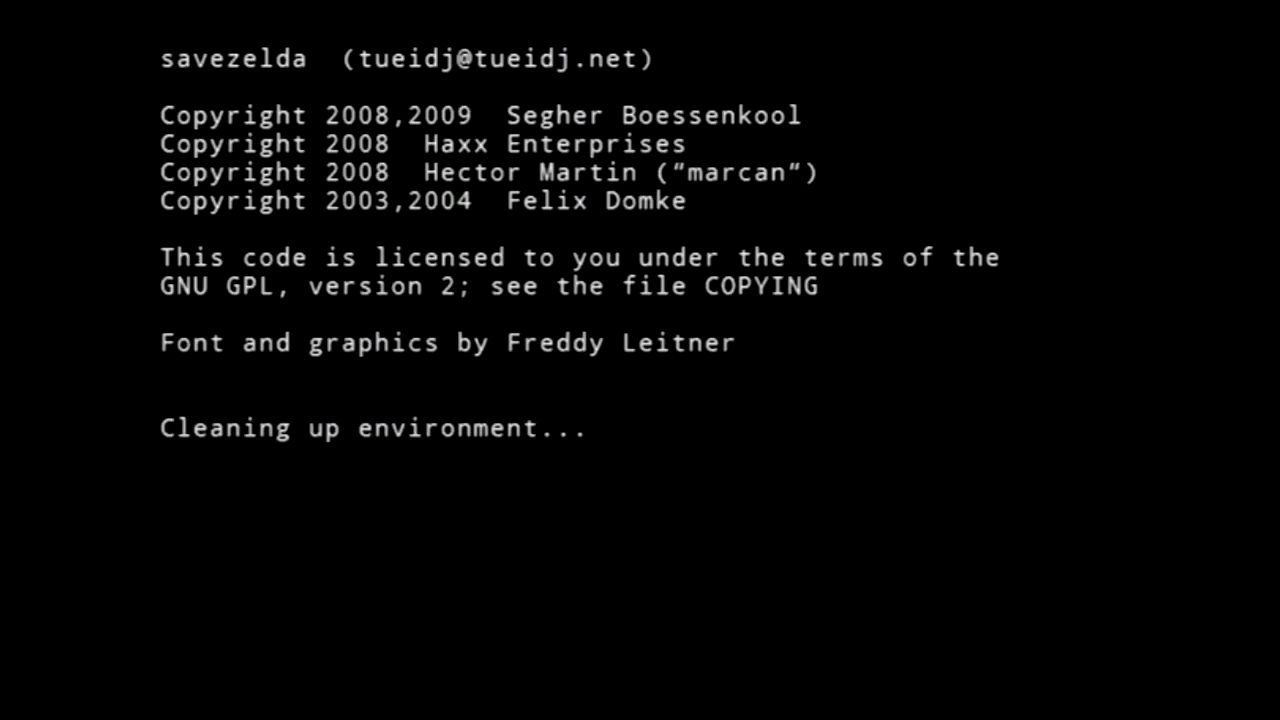 savezelda  (tueidj@tueidj.net)
Copyright 2008,2009  Segher Boessenkool
Copyright 2008  Haxx Enterprises
Copyright 2008  Hector Martin ("marcan")
Copyright 2003,2004  Felix Domke
This code is licensed to you under the terms of the
GNU GPL, version 2; see the file COPYING
Font and graphics by Freddy Leitner
Cleaning up environment...